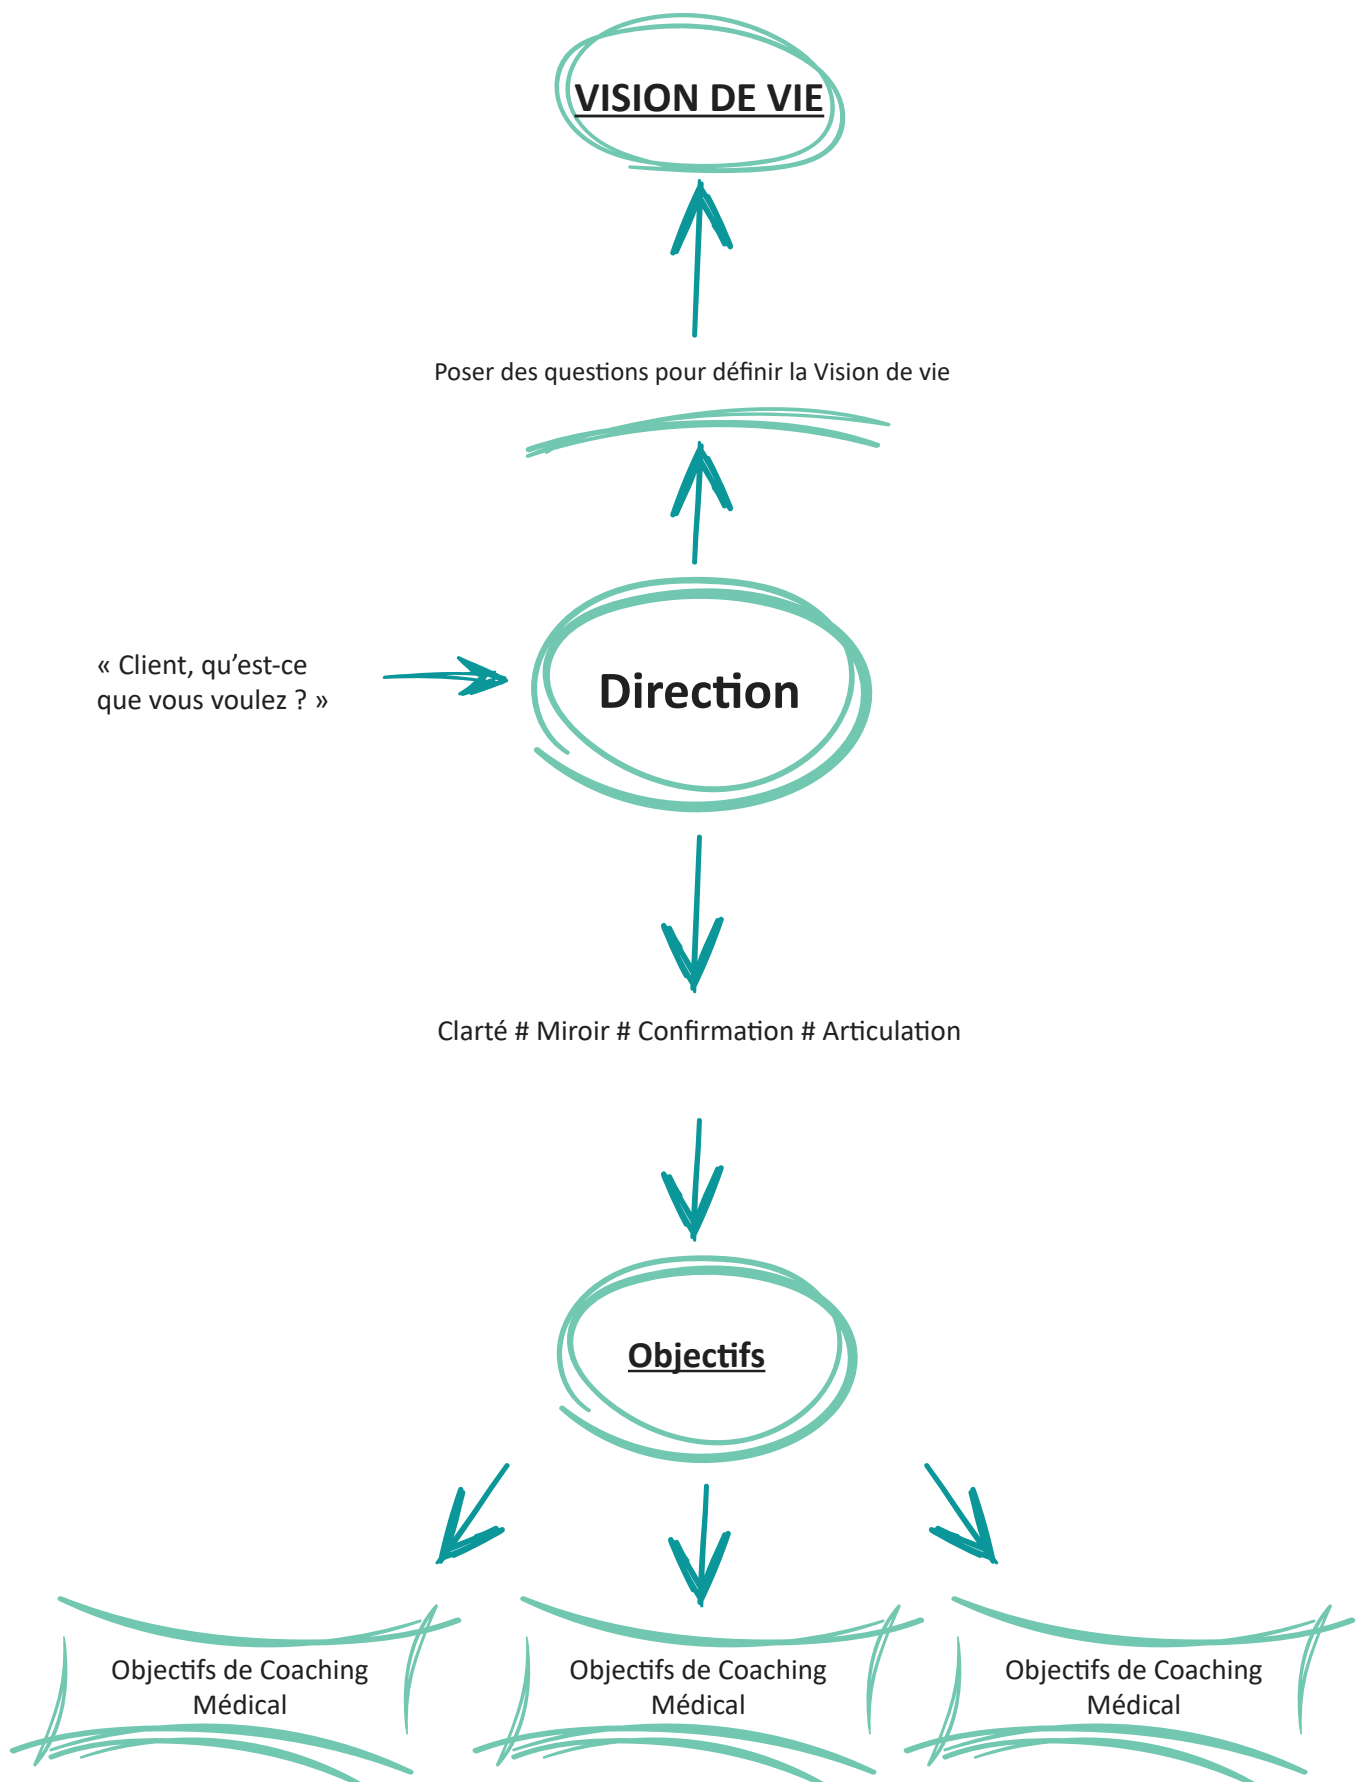 VISION DE VIE
Poser des questions pour définir la Vision de vie
« Client, qu’est-ce
que vous voulez ? »
Direction
Clarté # Miroir # Confirmation # Articulation
Objectifs
Objectifs de Coaching
Médical
Objectifs de Coaching
Médical
Objectifs de Coaching
Médical